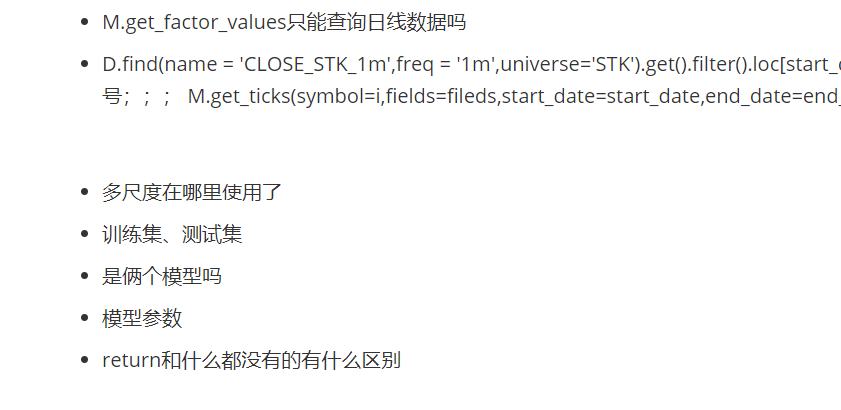 M.get_factor_values只能查询日线数据吗
D.find(name = 'CLOSE_STK_1m',freq = '1m',universe='STK').get().filter().loc[start_
号；；； M.get_ticks(symbol=i,fields=fileds,start_date=start_date,end_date=end_
多尺度在哪里使用了
训练集、测试集
是俩个模型吗
模型参数
return和什么都没有的有什么区别